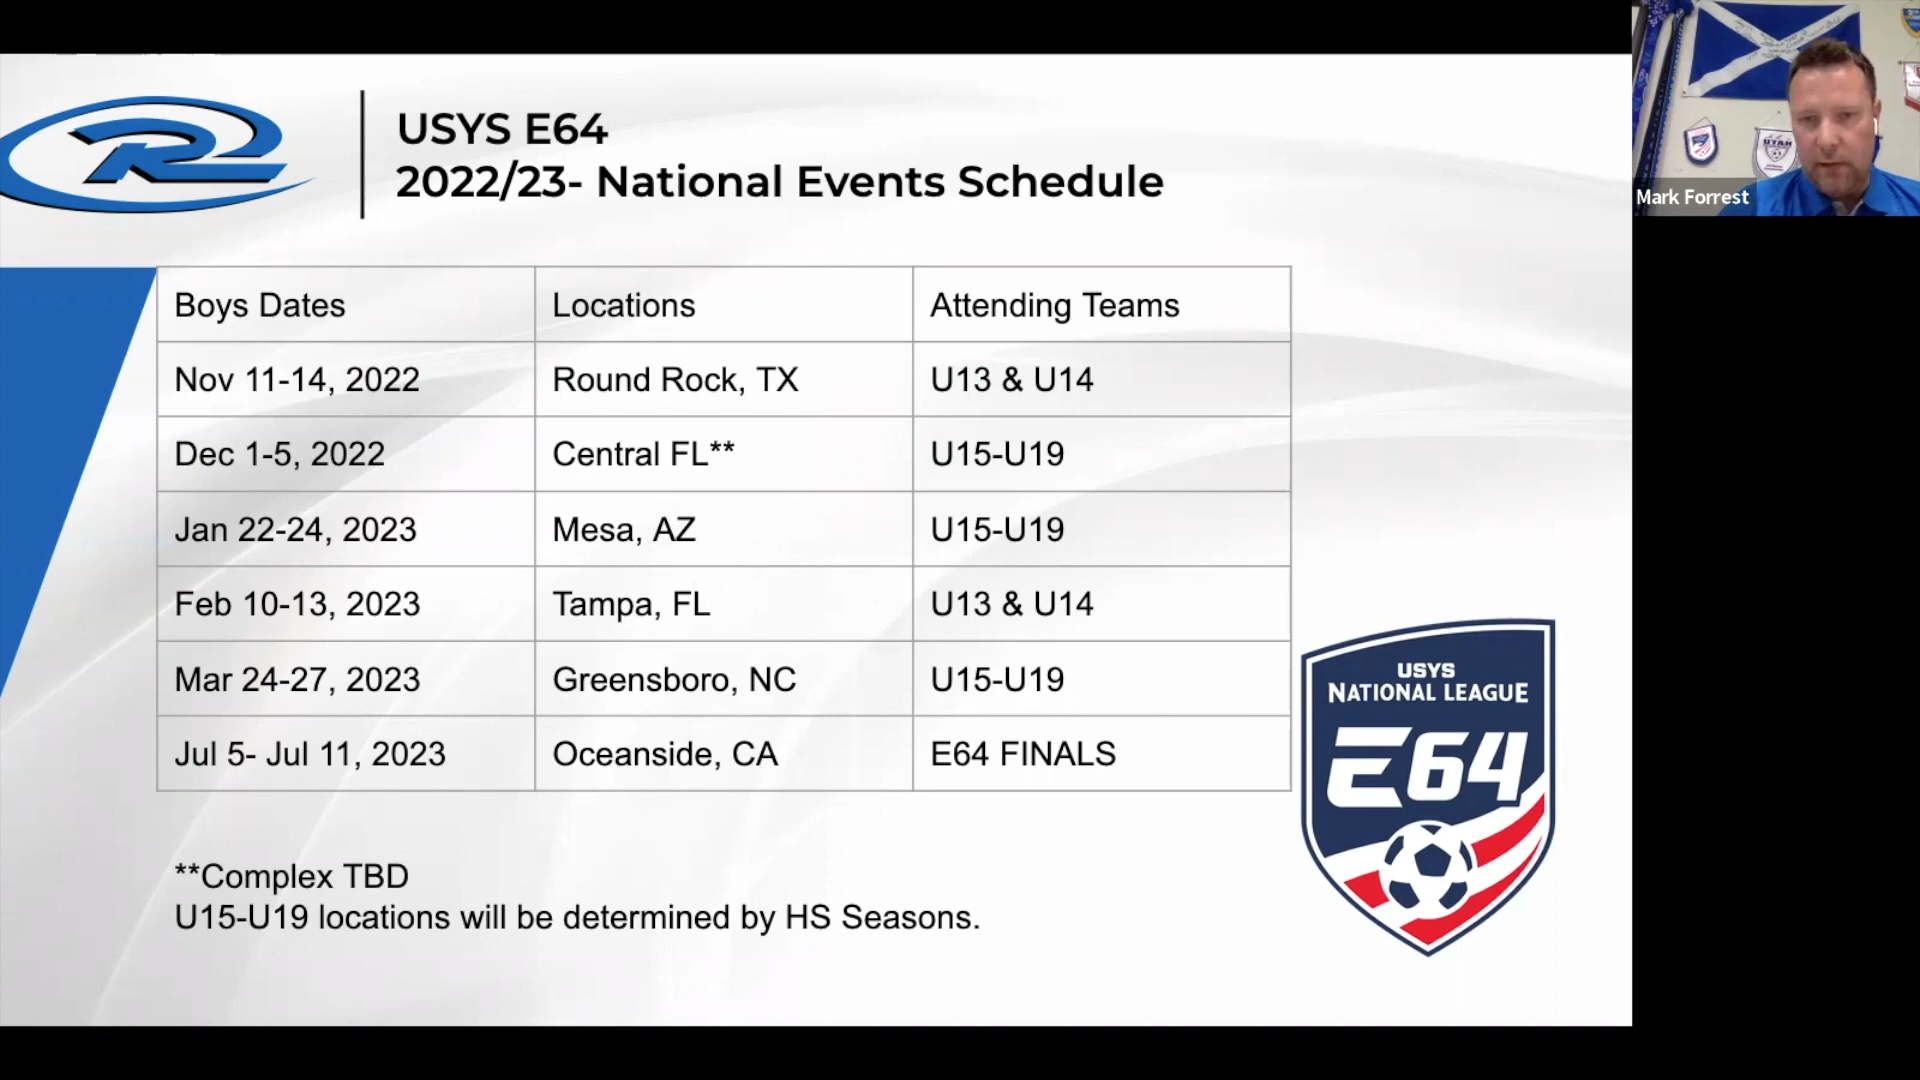 USYS E64
2022/23- National Events Schedule
Boys Dates Locations Attending Teams
Nov 11-14, 2022 Round Rock, TX U13 & U14
Dec 1-5, 2022 Central FL** U15-U19
Jan 22-24, 2023 Mesa, AZ U15-U19
Feb 10-13, 2023 Tampa, FL U13 & U14
Mar 24-27, 2023 Greensboro, NC U15-U19
Jul 5- Jul 11, 2023 Oceanside, CA E64 FINALS
**Complex TBD
U15-U19 locations will be determined by HS Seasons.
USYS
NATIONAL LEAGUE
E64
R
UTAH
Mark Forrest